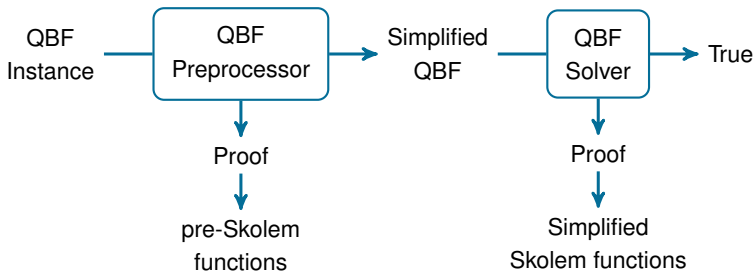 QBF
Instance
QBF
Preprocessor
Simplified
QBF
QBF
Solver
True
Proof
Proof
pre-Skolem
functions
Simplified
Skolem functions